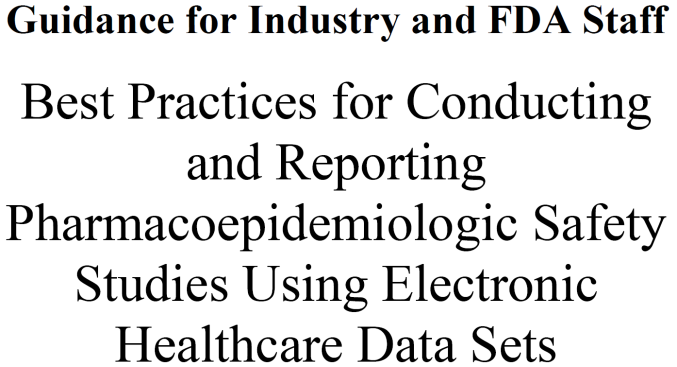 Guidance for Industry and FDA Staff
Best Practices for Conducting
and Reporting
Pharmacoepidemiologic Safety
Studies Using Electronic
Healthcare Data Sets